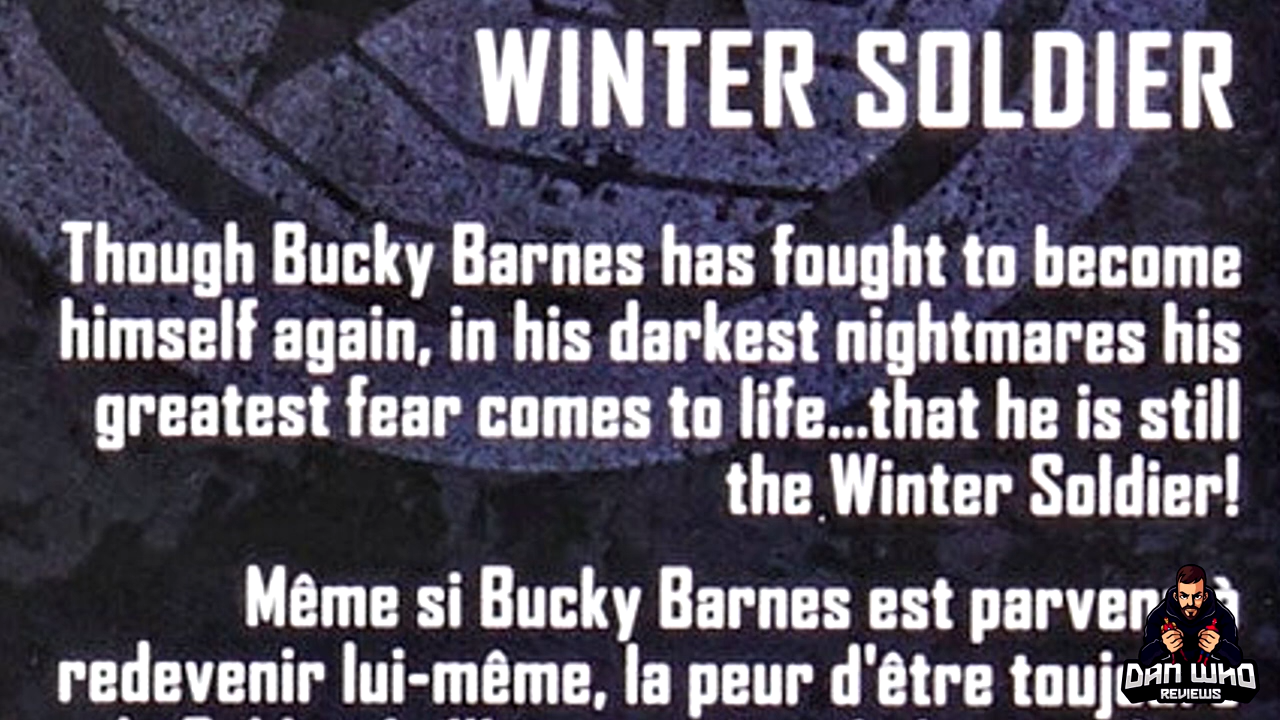 WINTER SOLDIER
Though Bucky Barnes has fought to become
himself again, in his darkest nightmares his
greatest fear comes to life...that he is still
the Winter Soldier!
Même si Bucky Barnes est à
redevenir lui-même, la peur d'être
DAN WHO
REVIEWS